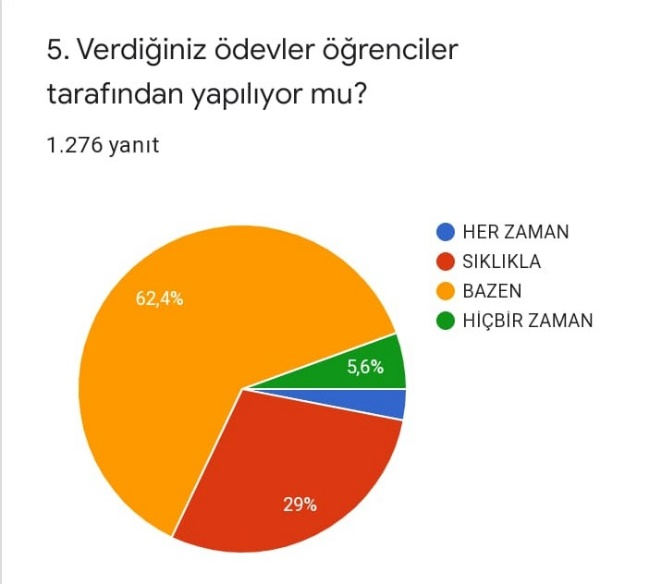 5. Verdiğiniz ödevler öğrenciler
tarafından yapılıyor mu?
1.276 yanıt
HER ZAMAN
SIKLIKLA
BAZEN
HİÇBİR ZAMAN
62,4%
5,6%
29%